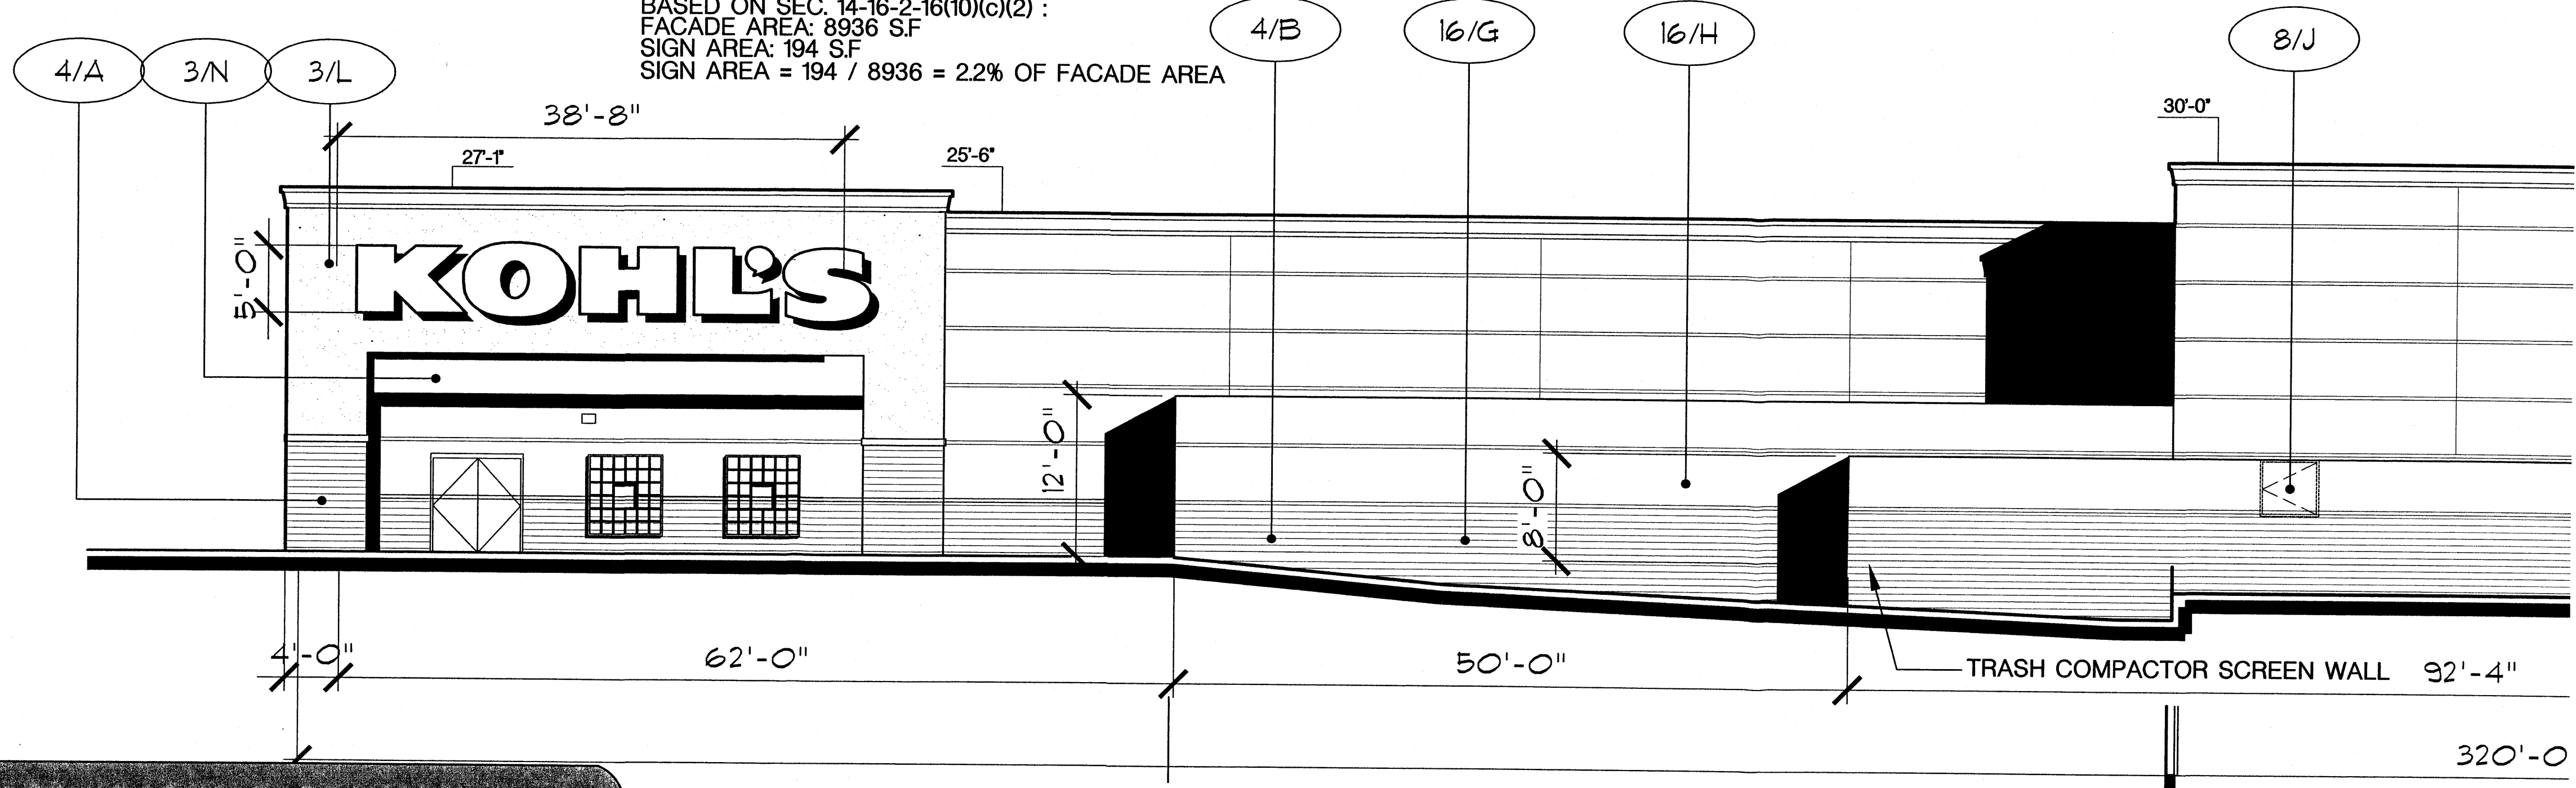 BASED ON SEC. 14-16-2-16(10)(c)(2) :
FACADE AREA: 8936 S.F
SIGN AREA: 194 S.F
SIGN AREA = 194 / 8936 = 2.2% OF FACADE AREA
4/A
3/N
3/L
4/B
16/G
16/H
8/J
38'-8"
27'-1"
25'-6"
30'-0"
5'-0"
KOHL'S
12'-0"
8'-0"
4'-0"
62'-0"
50'-0"
TRASH COMPACTOR SCREEN WALL
92'-4"
320'-0